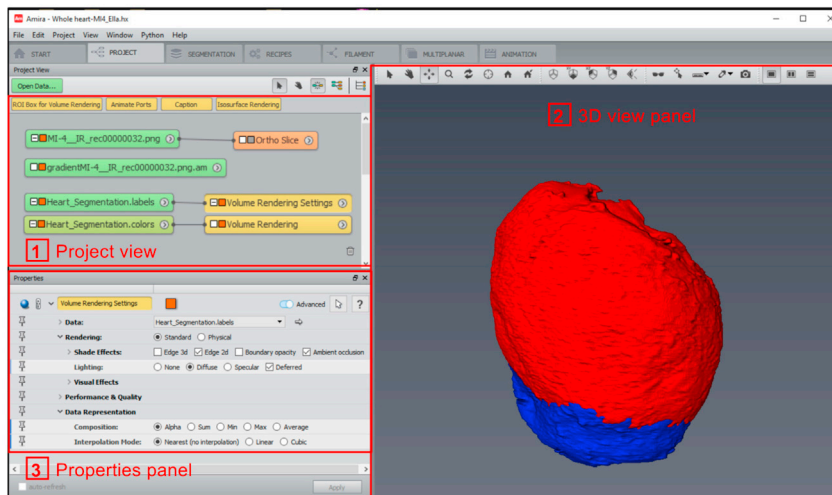 Amira - Whole heart-MI4_Ella.hx
File Edit Project View Window Python Help
START PROJECT SEGMENTATION RECIPES FILAMENT MULTIPLANAR ANIMATION
Project View
Open Data...
ROI Box for Volume Rendering Animate Ports Caption Isosurface Rendering
MI-4__IR_rec00000032.png Ortho Slice
gradientMI-4__IR_rec00000032.png.am
Heart_Segmentation.labels Volume Rendering Settings
Heart_Segmentation.colors Volume Rendering
1 Project view
2 3D view panel
Properties
Volume Rendering Settings Advanced ?
Data: Heart_Segmentation.labels
Rendering: Standard Physical
Shade Effects: Edge 3d Edge 2d Boundary opacity Ambient occlusion
Lighting: None Diffuse Specular Deferred
Visual Effects
Performance & Quality
Data Representation
Composition: Alpha Sum Min Max Average
Interpolation Mode: Nearest (no interpolation) Linear Cubic
3 Properties panel
auto-refresh Apply